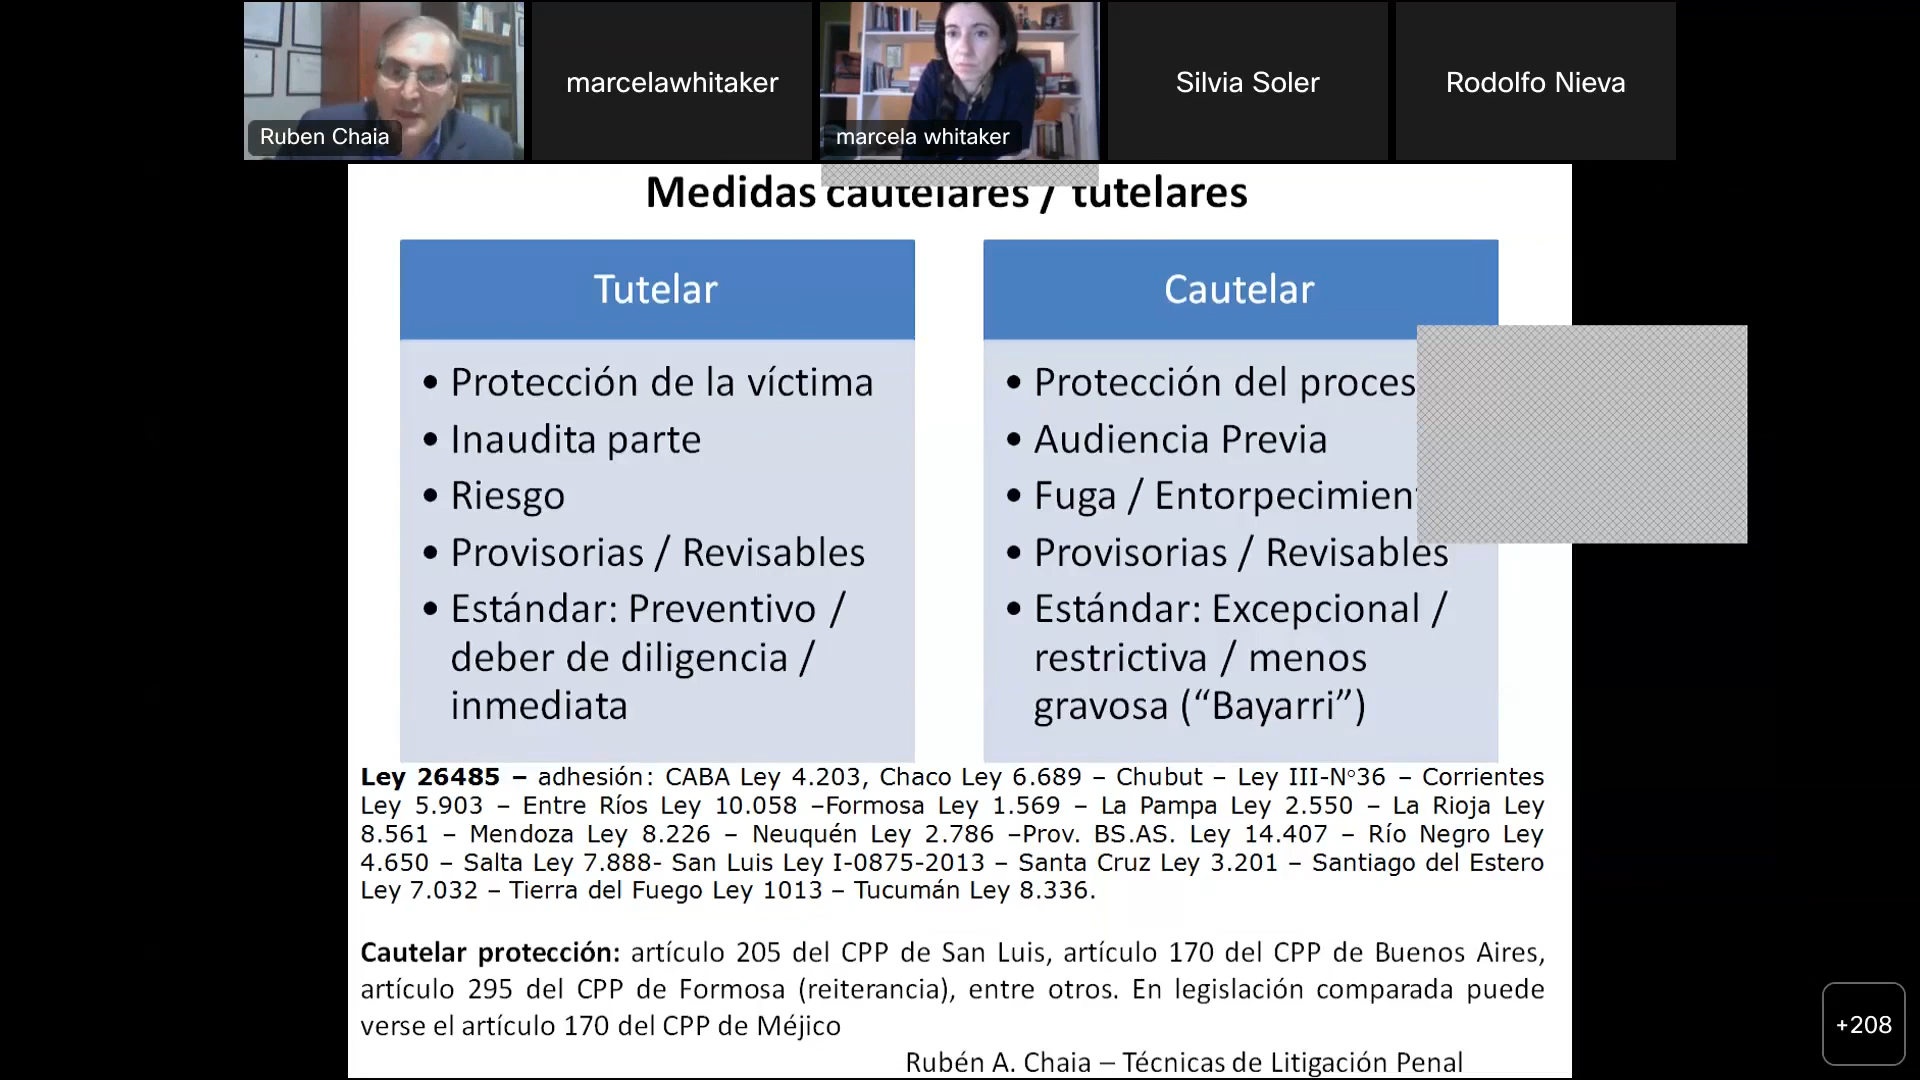 Ruben Chaia
marcelawhitaker
marcela whitaker
Silvia Soler
Rodolfo Nieva
Medidas cautelares / tutelares
Tutelar
• Protección de la víctima
• Inaudita parte
• Riesgo
• Provisorias / Revisables
• Estándar: Preventivo /
deber de diligencia /
inmediata
Cautelar
• Protección del proces
• Audiencia Previa
• Fuga / Entorpecimien
• Provisorias / Revisables
• Estándar: Excepcional /
restrictiva / menos
gravosa (“Bayarri”)
Ley 26485 – adhesión: CABA Ley 4.203, Chaco Ley 6.689 – Chubut – Ley III-N°36 – Corrientes
Ley 5.903 – Entre Ríos Ley 10.058 –Formosa Ley 1.569 – La Pampa Ley 2.550 – La Rioja Ley
8.561 – Mendoza Ley 8.226 – Neuquén Ley 2.786 –Prov. BS.AS. Ley 14.407 – Río Negro Ley
4.650 – Salta Ley 7.888- San Luis Ley I-0875-2013 – Santa Cruz Ley 3.201 – Santiago del Estero
Ley 7.032 – Tierra del Fuego Ley 1013 – Tucumán Ley 8.336.
Cautelar protección: artículo 205 del CPP de San Luis, artículo 170 del CPP de Buenos Aires,
artículo 295 del CPP de Formosa (reiterancia), entre otros. En legislación comparada puede
verse el artículo 170 del CPP de Méjico
Rubén A. Chaia – Técnicas de Litigación Penal
+208